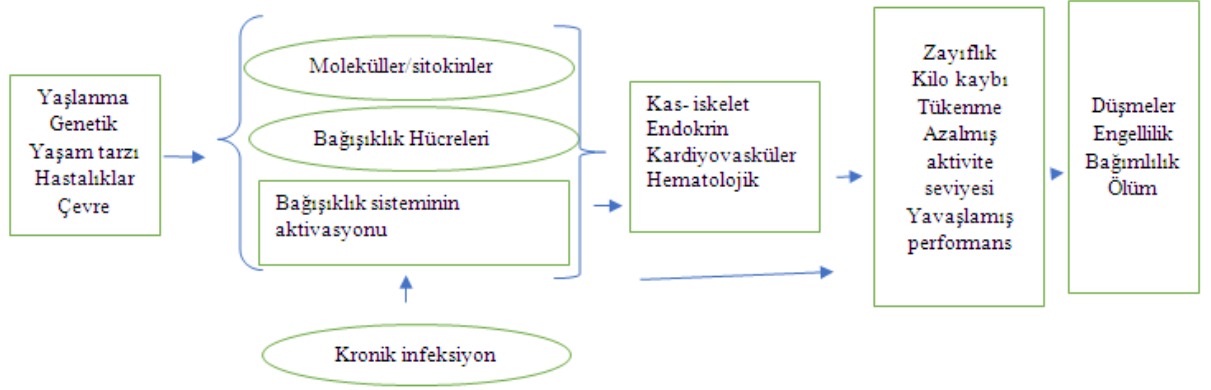 Yaşlanma
Genetik
Yaşam tarzı
Hastalıklar
Çevre
Moleküller/sitokinler
Bağışıklık Hücreleri
Bağışıklık sisteminin
aktivasyonu
Kronik infeksiyon
Kas- iskelet
Endokrin
Kardiyovasküler
Hematolojik
Zayıflık
Kilo kaybı
Tükenme
Azalmış
aktivite
seviyesi
Yavaşlamış
performans
Düşmeler
Engellilik
Bağımlılık
Ölüm